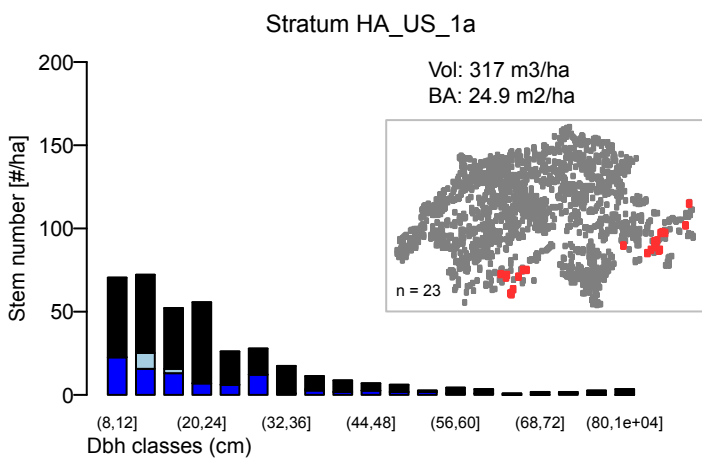 Stratum HA_US_1a
Vol: 317 m3/ha
BA: 24.9 m2/ha
Stem number [#/ha]
200
150
100
50
0
n = 23
(8,12] (20,24] (32,36] (44,48] (56,60] (68,72] (80,1e+04]
Dbh classes (cm)